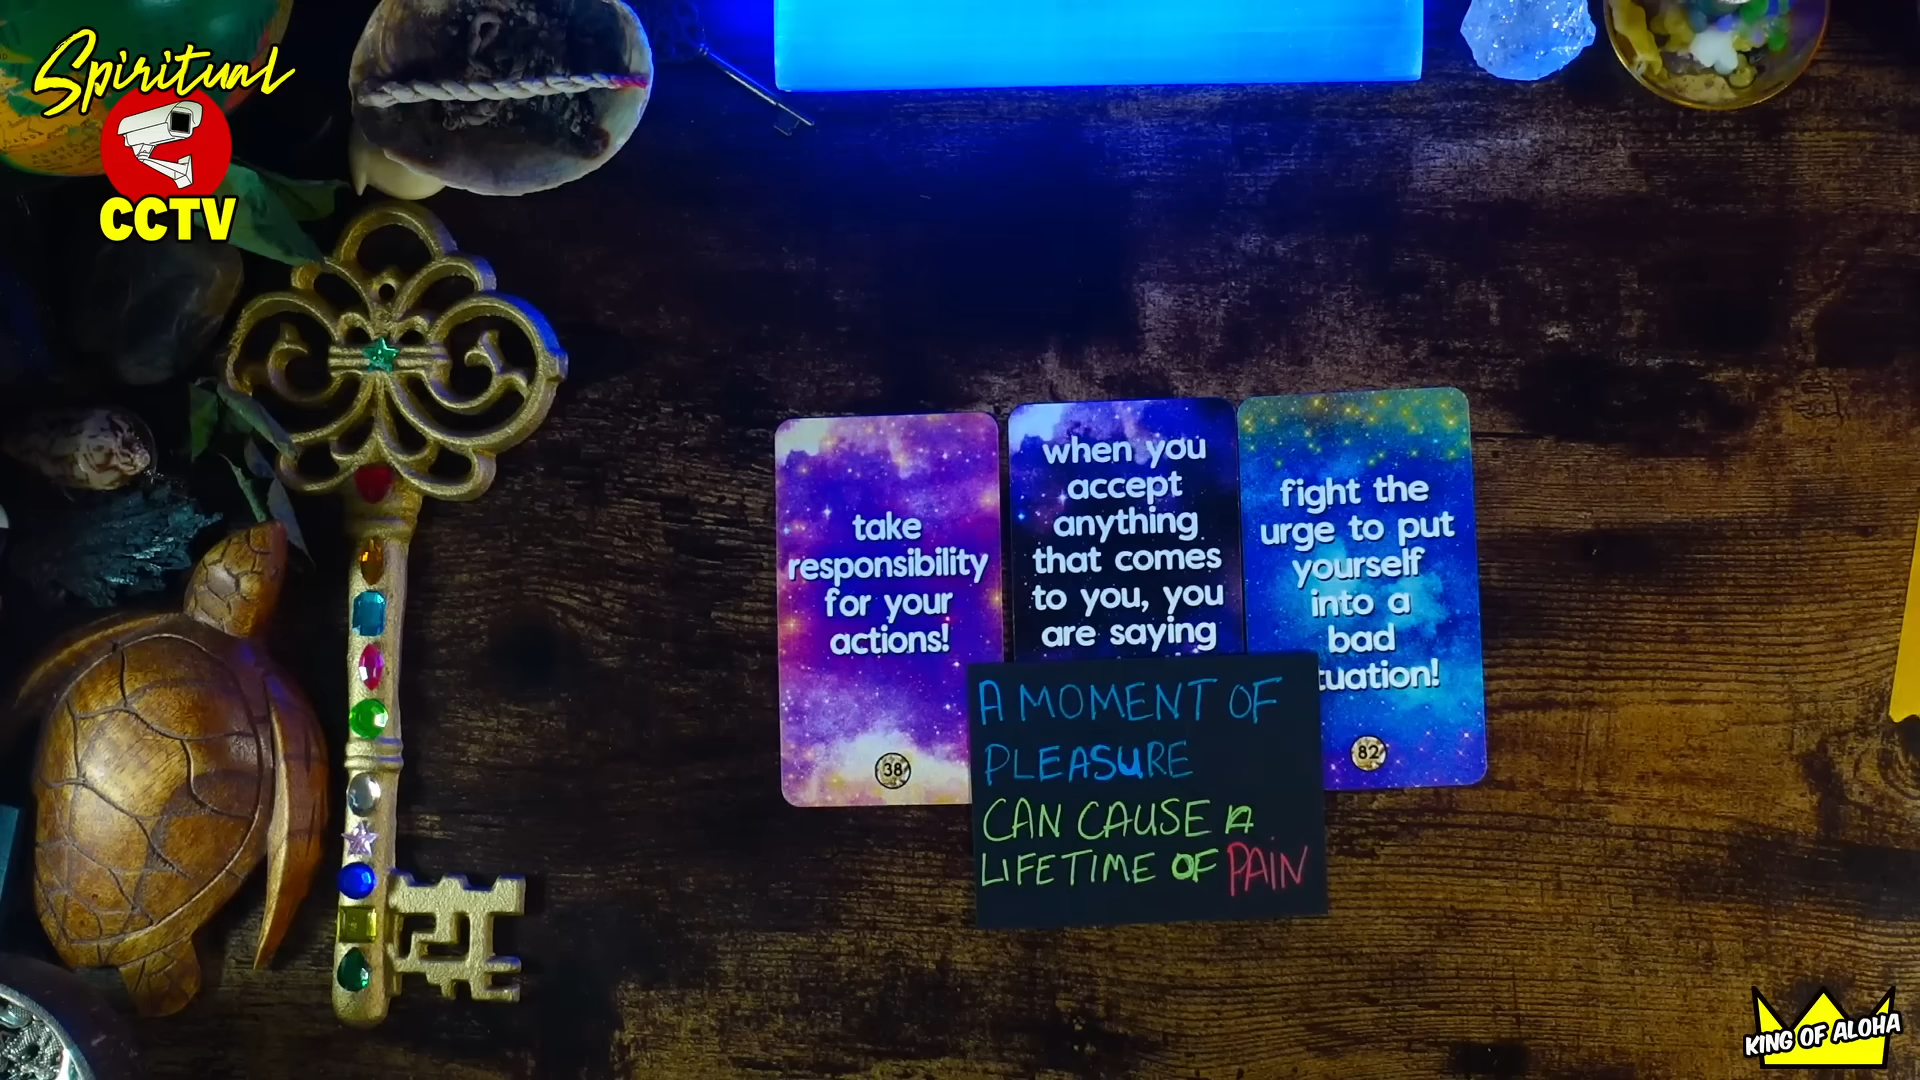 Spiritual
CCTV
take
responsibility
for your
actions!
38
when you
accept
anything
that comes
to you, you
are saying
fight the
urge to put
yourself
into a
bad
tuation!
82
A MOMENT OF
PLEASURE
CAN CAUSE A
LIFETIME OF PAIN
KING OF ALOHA